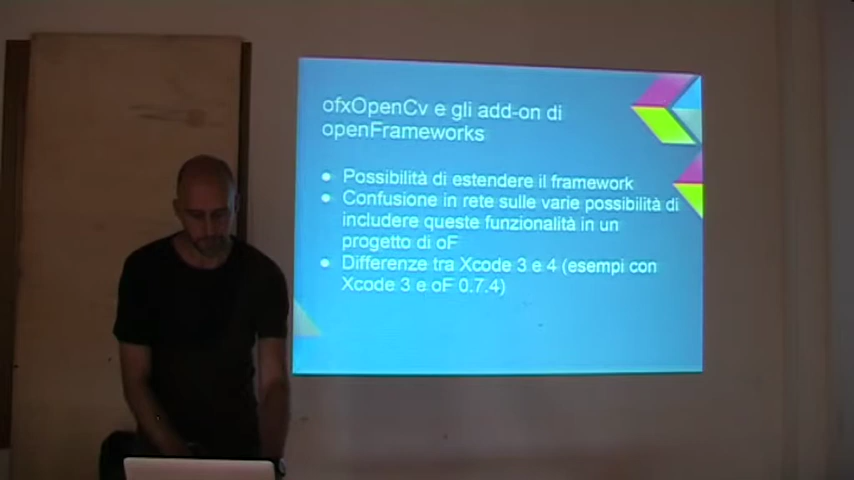 ofxOpenCv e gli add-on di
openFrameworks
● Possibilità di estendere il framework
● Confusione in rete sulle varie possibilità di
includere queste funzionalità in un
progetto di oF
● Differenze tra Xcode 3 e 4 (esempi con
Xcode 3 e oF 0.7.4)